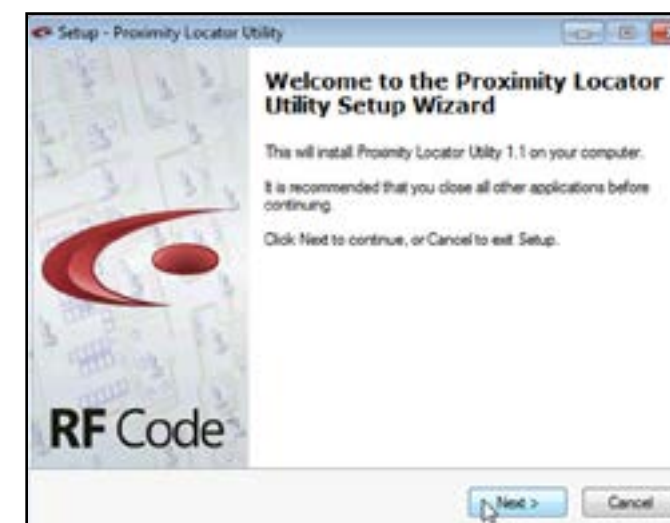 Setup - Proximity Locator Utility
Welcome to the Proximity Locator
Utility Setup Wizard
This will install Proximity Locator Utility 1.1 on your computer.
It is recommended that you close all other applications before
continuing.
Click Next to continue, or Cancel to exit Setup.
RF Code
Next >
Cancel